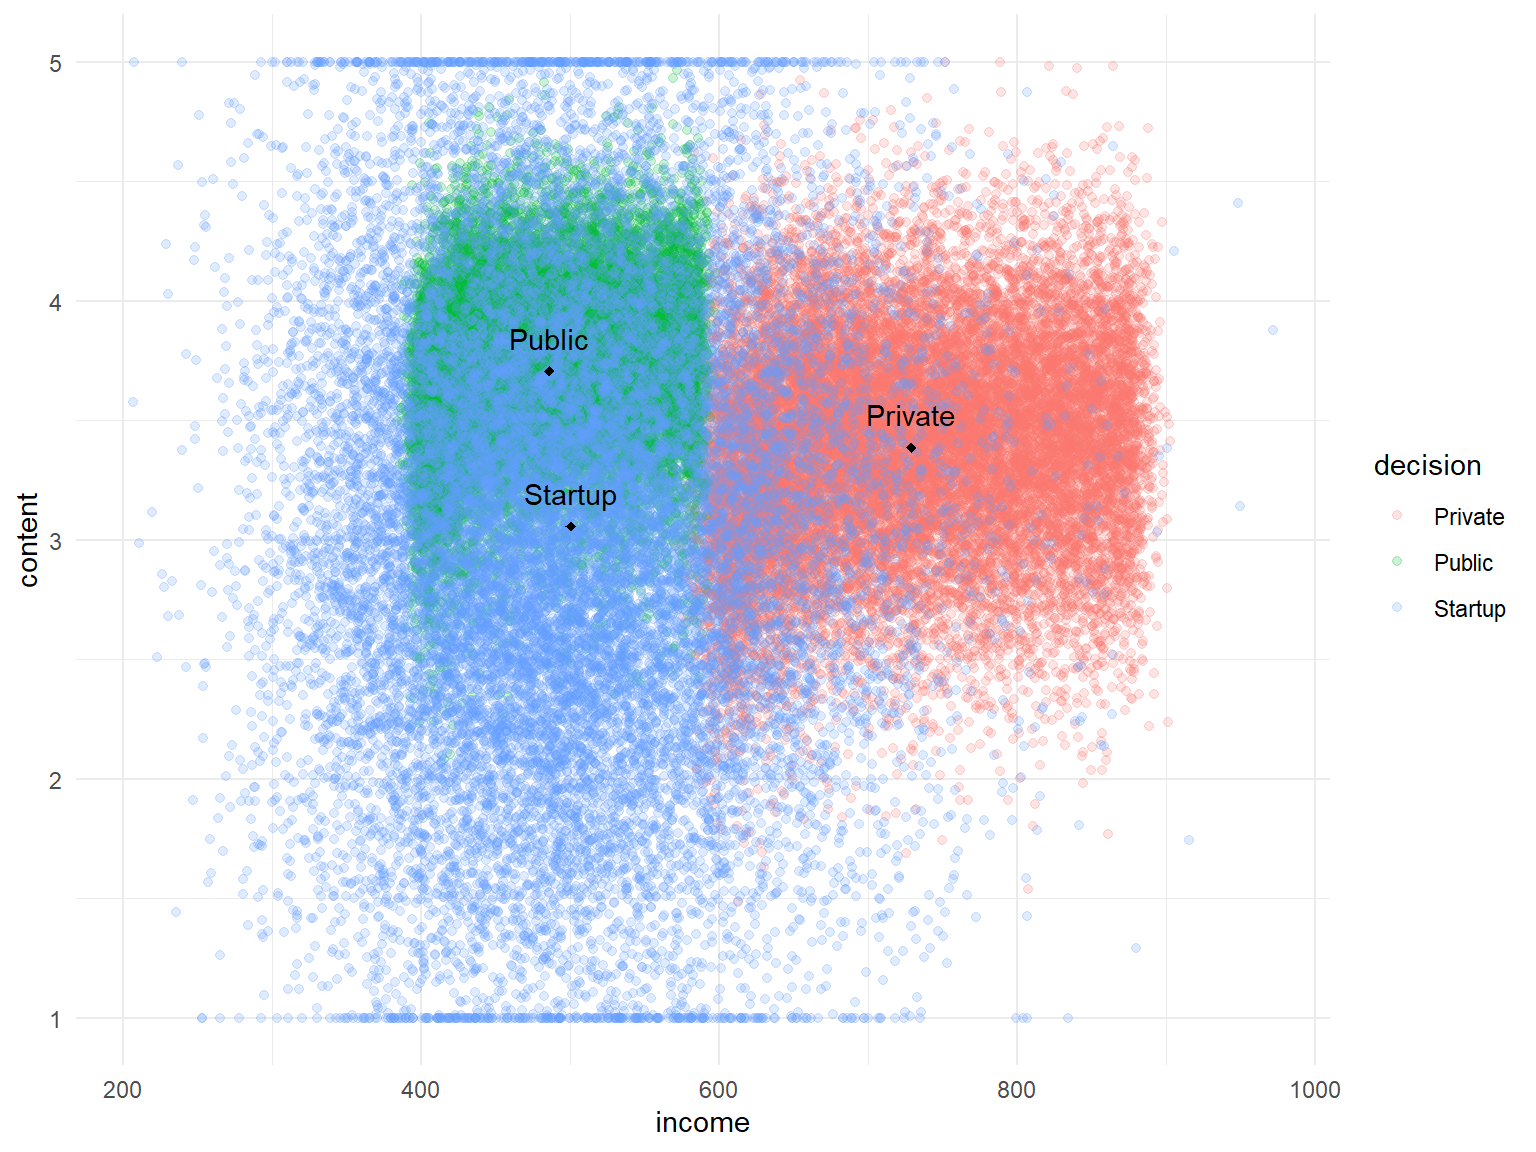 5
4
3
2
1
content
Public
Private
Startup
200
400
600
800
1000
income
decision
Private
Public
Startup